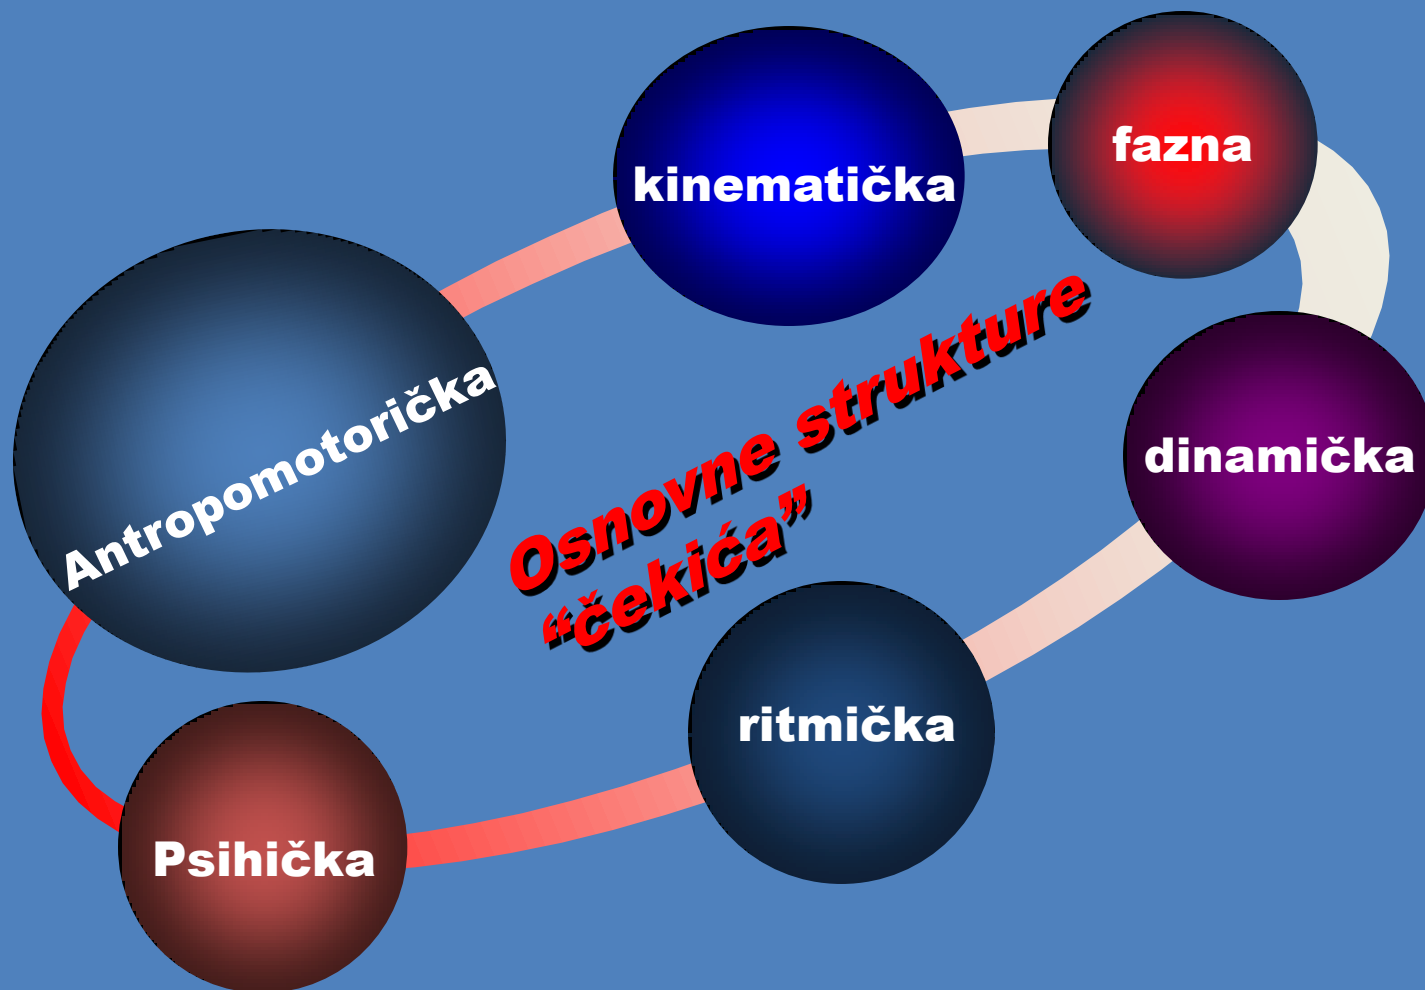 fazna
kinematička
Antropomotorička
Osnovne strukture
“čekića”
dinamička
ritmička
Psihička